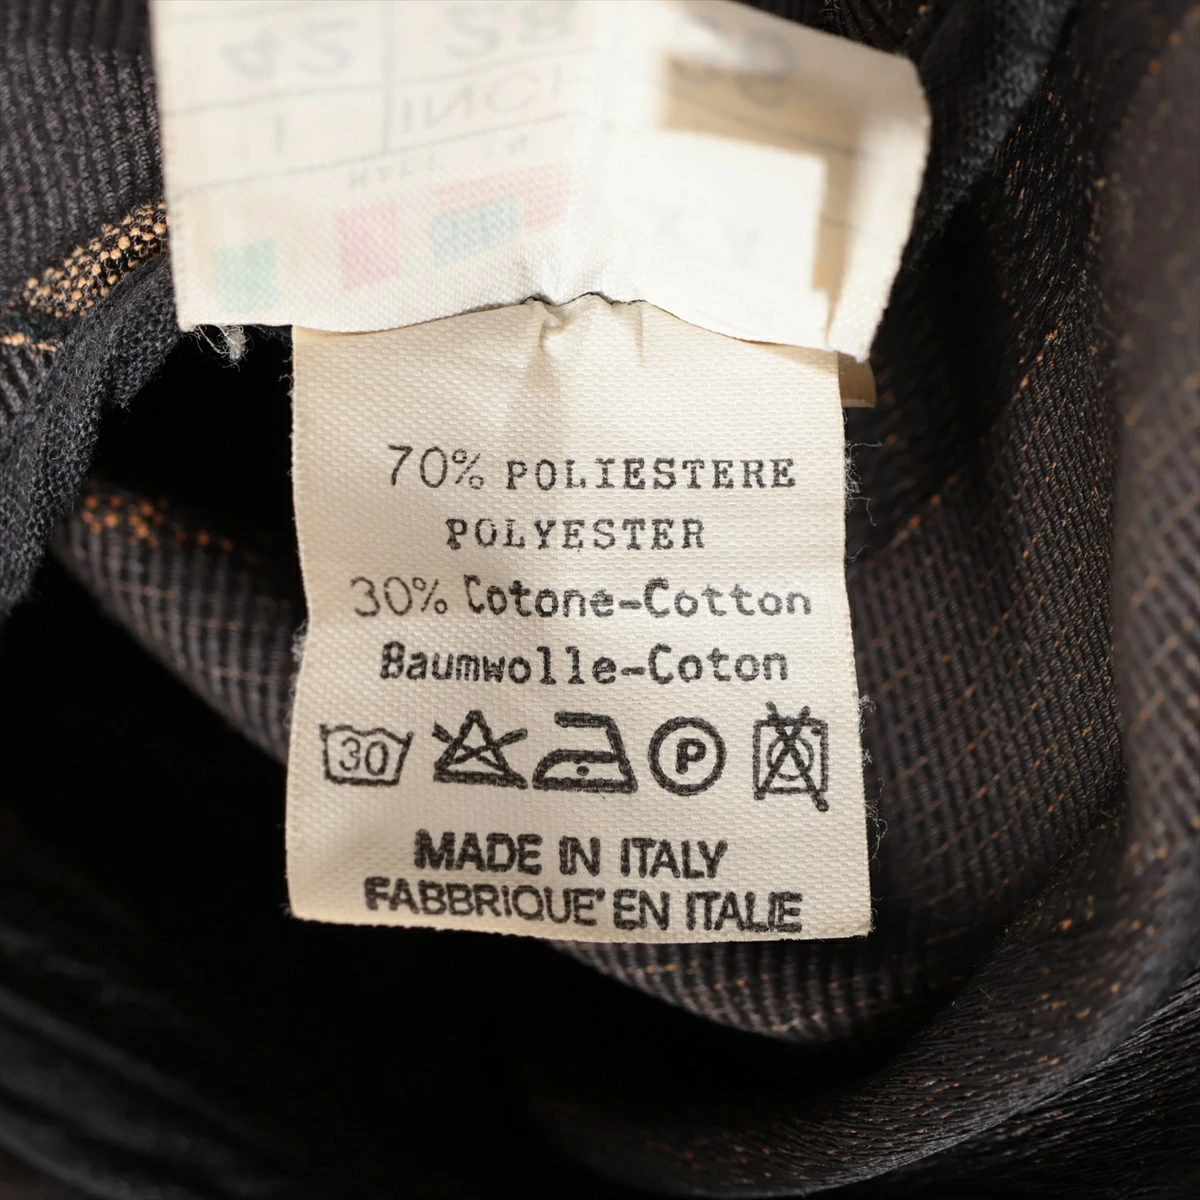 70% POLIESTERE
POLYESTER
30% Cotone-Cotton
Baumwolle-Coton
30 P
MADE IN ITALY
FABBRIQUE' EN ITALIE